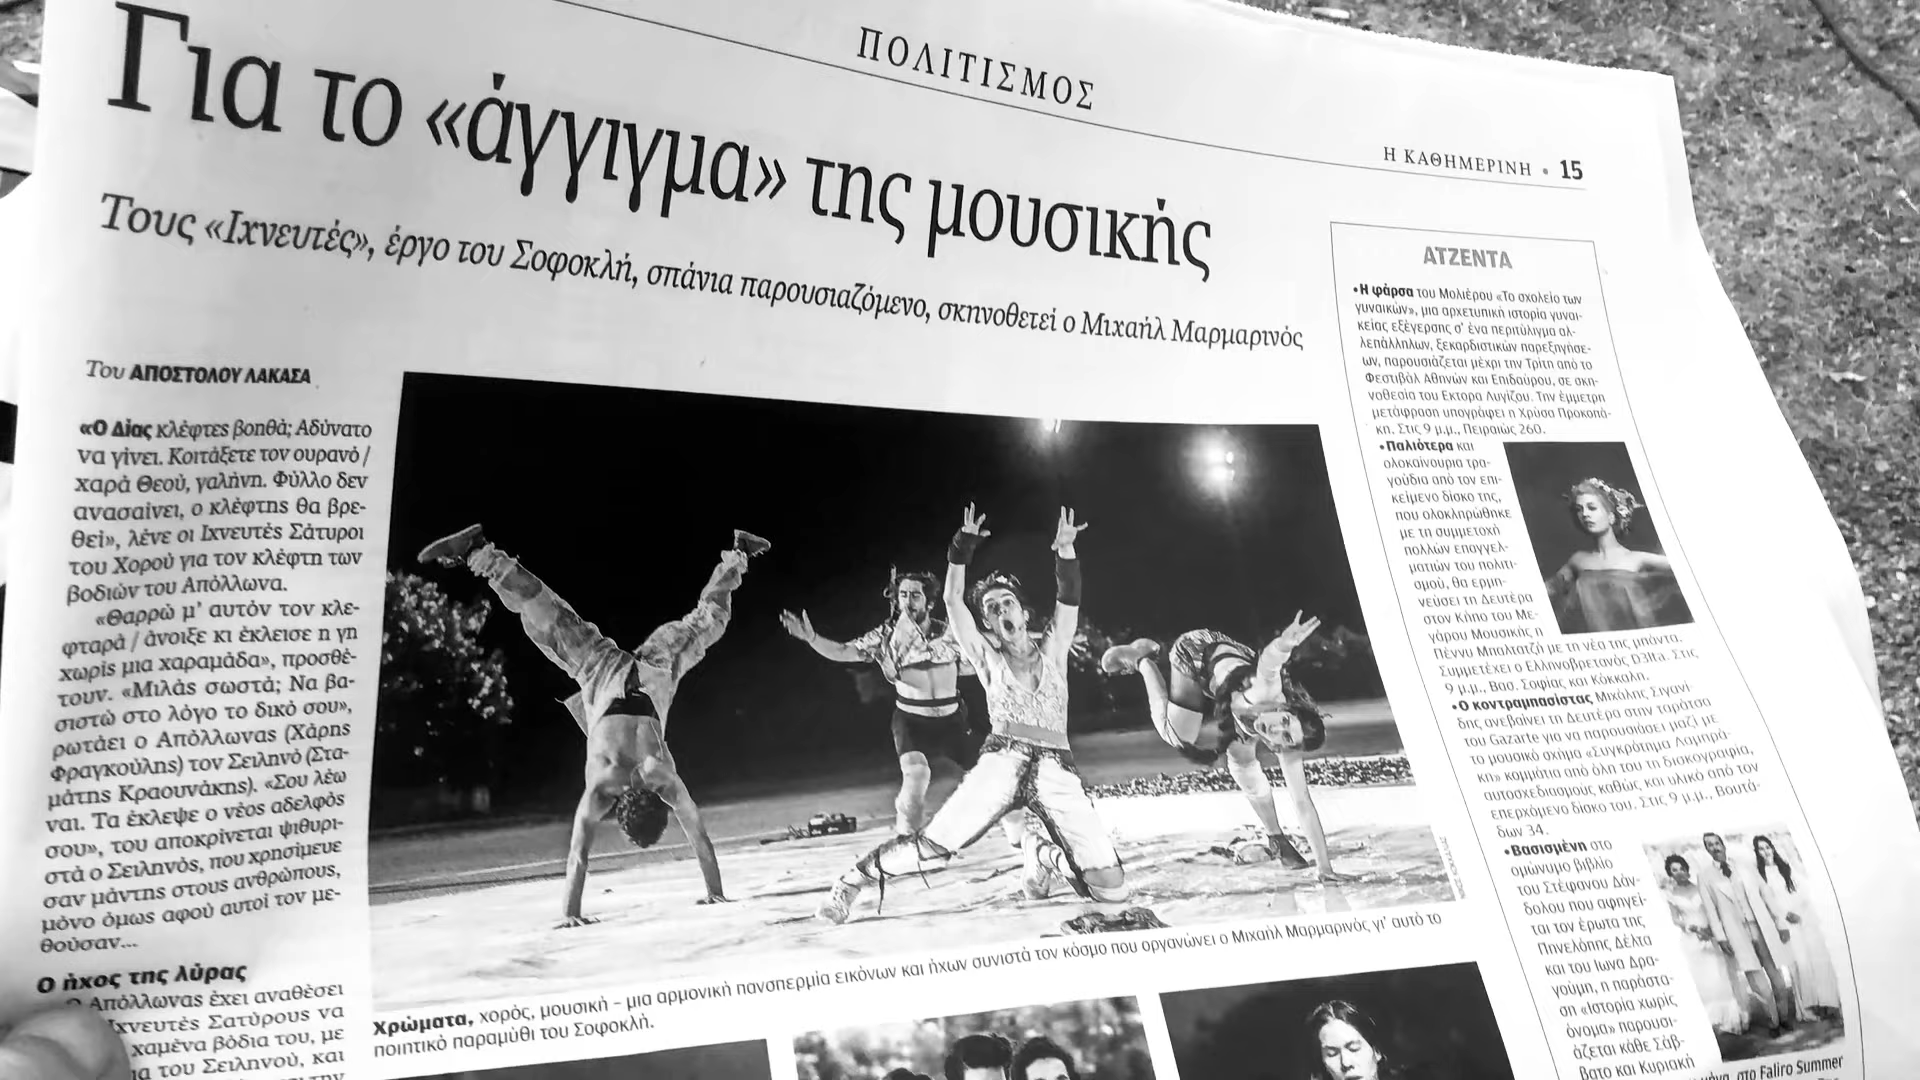 ΠΟΛΙΤΙΣΜΟΣ
Η ΚΑΘΗΜΕΡΙΝΗ • 15
Για το «άγγιγμα» της μουσικής
Τους «Ιχνευτές», έργο του Σοφοκλή, σπάνια παρουσιαζόμενο, σκηνοθετεί ο Μιχαήλ Μαρμαρινός
Του ΑΠΟΣΤΟΛΟΥ ΛΑΚΑΣΑ
«Ο Δίας κλέφτες βοηθά; Αδύνατο
να γίνει. Κοιτάξετε τον ουρανό /
χαρά Θεού, γαλήνη. Φύλλο δεν
ανασαίνει, ο κλέφτης θα βρε-
θεί», λένε οι Ιχνευτές Σάτυροι
του Χορού για τον κλέφτη των
βοδιών του Απόλλωνα.
«Θαρρώ μ’ αυτόν τον κλε-
φταρά / άνοιξε κι έκλεισε η γη
χωρίς μια χαραμάδα», προσθέ-
τουν. «Μιλάς σωστά; Να βα-
σιστώ στο λόγο το δικό σου»,
ρωτάει ο Απόλλωνας (Χάρης
Φραγκούλης) τον Σειληνό (Στα-
μάτης Κραουνάκης). «Σου λέω
ναι. Τα έκλεψε ο νέος αδελφός
σου», του αποκρίνεται ψιθυρι-
στά ο Σειληνός, που χρησίμευε
σαν μάντης στους ανθρώπους,
μόνο όμως αφού αυτοί τον με-
θούσαν...
Ο ήχος της λύρας
Ο Απόλλωνας έχει αναθέσει
Ιχνευτές Σατύρους να
χαμένα βόδια του, με
του Σειληνού, και
Χρώματα, χορός, μουσική – μια αρμονική πανσπερμία εικόνων και ήχων συνιστά τον κόσμο που οργανώνει ο Μιχαήλ Μαρμαρινός γι’ αυτό το
ποιητικό παραμύθι του Σοφοκλή.
ΑΤΖΕΝΤΑ
• Η φάρσα του Μολιέρου «Το σχολείο των
γυναικών», μια αρχετυπική ιστορία γυναι-
κείας εξέγερσης σ’ ένα περιτύλιγμα αλ-
λεπάλληλων, ξεκαρδιστικών παρεξηγήσε-
ων, παρουσιάζεται μέχρι την Τρίτη από το
Φεστιβάλ Αθηνών και Επιδαύρου, σε σκη-
νοθεσία του Εκτορα Λυγίζου. Την έμμετρη
μετάφραση υπογράφει η Χρύσα Προκοπά-
κη. Στις 9 μ.μ., Πειραιώς 260.
• Παλιότερα και
ολοκαίνουρια τρα-
γούδια από τον επι-
κείμενο δίσκο της,
που ολοκληρώθηκε
με τη συμμετοχή
πολλών επαγγελ-
ματιών του πολιτι-
σμού, θα ερμη-
νεύσει τη Δευτέρα
στον Κήπο του Με-
γάρου Μουσικής η
Πέννυ Μπαλτατζή με τη νέα της μπάντα.
Συμμετέχει ο Ελληνοβρετανός D3lta. Στις
9 μ.μ., Βασ. Σοφίας και Κόκκαλη.
• Ο κοντραμπασίστας Μιχάλης Σιγανί-
δης ανεβαίνει τη Δευτέρα στην ταράτσα
του Gazarte για να παρουσιάσει μαζί με
το μουσικό σχήμα «Συγκρότημα Λαμπρά-
κη» κομμάτια από όλη του τη δισκογραφία,
αυτοσχεδιασμούς καθώς και υλικό από τον
επερχόμενο δίσκο του. Στις 9 μ.μ., Βουτά-
δων 34.
• Βασισμένη στο
ομώνυμο βιβλίο
του Στέφανου Δάν-
δολου που αφηγεί-
ται τον έρωτα της
Πηνελόπης Δέλτα
και του Ιωνα Δρα-
γούμη, η παράστα-
ση «Ιστορία χωρίς
όνομα» παρουσι-
άζεται κάθε Σάβ-
βατο και Κυριακή
στο Faliro Summer